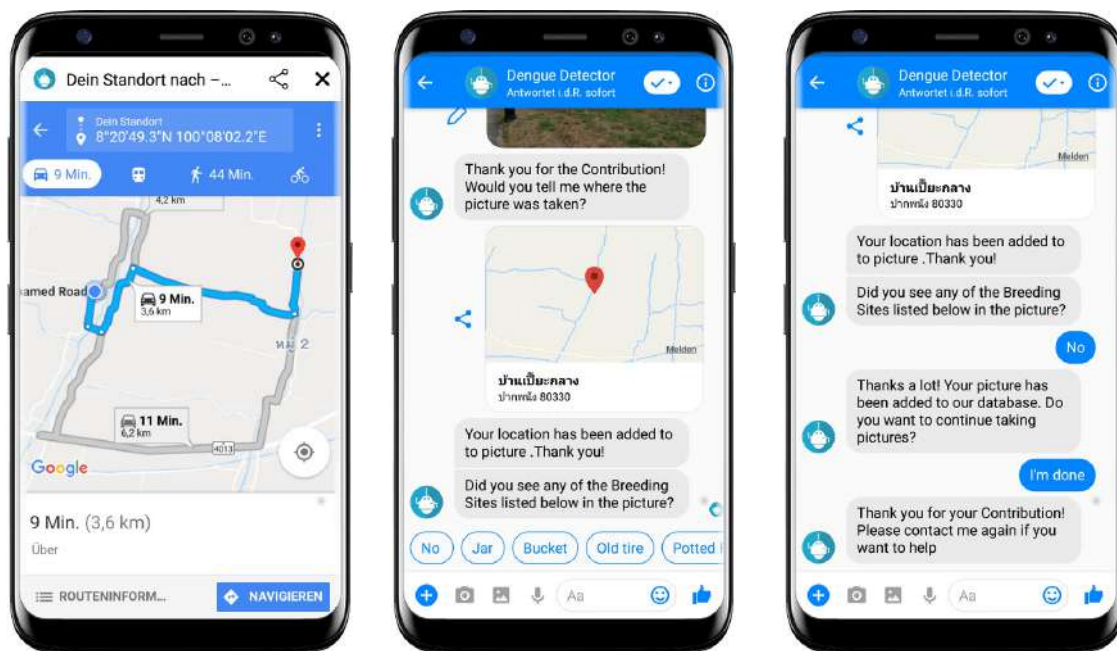 Dein Standort nach –...
Dein Standort
8°20'49.3"N 100°08'02.2"E
9 Min.
44 Min.
4,2 km
amed Road
9 Min.
3,6 km
หมู่ 2
11 Min.
6,2 km
4013
Google
9 Min. (3,6 km)
Über
ROUTENINFORM...
NAVIGIEREN
Dengue Detector
Antwortet i.d.R. sofort
Thank you for the Contribution!
Would you tell me where the
picture was taken?
Melden
บ้านเปี๊ยะกลาง
ปากพนัง 80330
Your location has been added to
to picture .Thank you!
Did you see any of the Breeding
Sites listed below in the picture?
No
Jar
Bucket
Old tire
Potted
Aa
Dengue Detector
Antwortet i.d.R. sofort
Melden
บ้านเปี๊ยะกลาง
ปากพนัง 80330
Your location has been added to
to picture .Thank you!
Did you see any of the Breeding
Sites listed below in the picture?
No
Thanks a lot! Your picture has
been added to our database. Do
you want to continue taking
pictures?
I'm done
Thank you for your Contribution!
Please contact me again if you
want to help
Aa